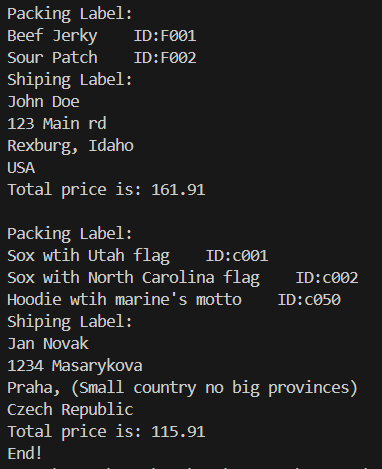 Packing Label:
Beef Jerky    ID:F001
Sour Patch    ID:F002
Shiping Label:
John Doe
123 Main rd
Rexburg, Idaho
USA
Total price is: 161.91

Packing Label:
Sox wtih Utah flag    ID:c001
Sox with North Carolina flag    ID:c002
Hoodie wtih marine's motto    ID:c050
Shiping Label:
Jan Novak
1234 Masarykova
Praha, (Small country no big provinces)
Czech Republic
Total price is: 115.91
End!